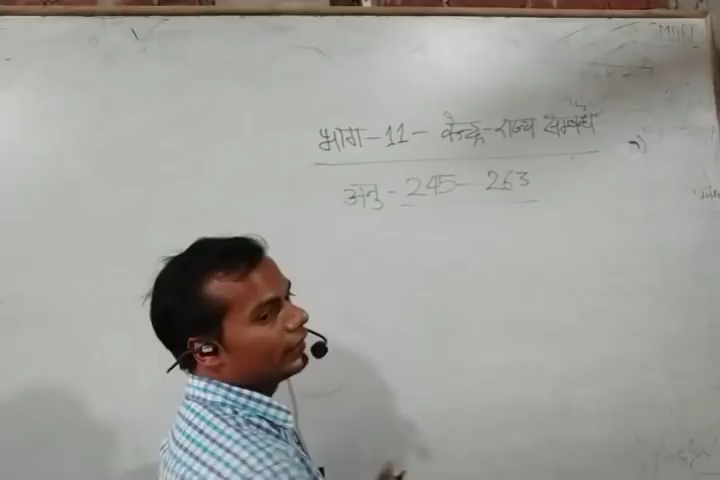 भाग-11- केन्द्र-राज्य सम्बंध
अनु - 245 - 263